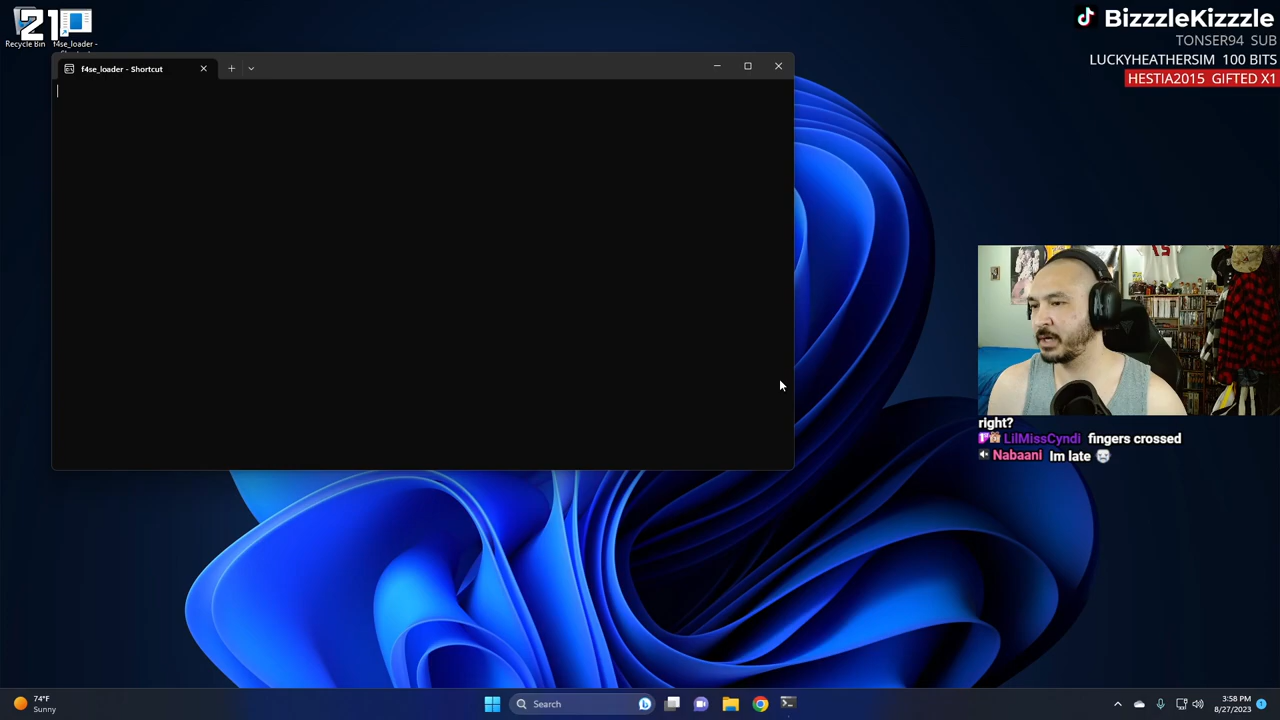 21
Recycle Bin
f4se_loader -
f4se_loader - Shortcut
BizzzleKizzzle
TONSER94 SUB
LUCKYHEATHERSIM 100 BITS
HESTIA2015 GIFTED X1
right?
LilMissCyndi fingers crossed
Nabaani Im late
74°F
Sunny
Search
3:58 PM
8/27/2023